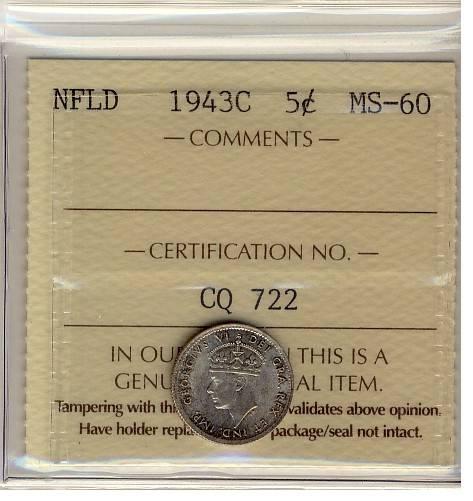 NFLD 1943C 5¢ MS-60
— COMMENTS —
— CERTIFICATION NO. —
CQ 722
IN OU THIS IS A
GENU AL ITEM.
Tampering with th validates above opinion.
Have holder repla package/seal not intact.
GEORGIVS VI DEI GRA. REX ET IND. IMP.